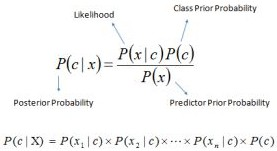 Likelihood
Class Prior Probability
P(c | x) = P(x | c)P(c) / P(x)
Posterior Probability
Predictor Prior Probability
P(c | X) = P(x₁ | c) × P(x₂ | c) × ⋯ × P(xₙ | c) × P(c)